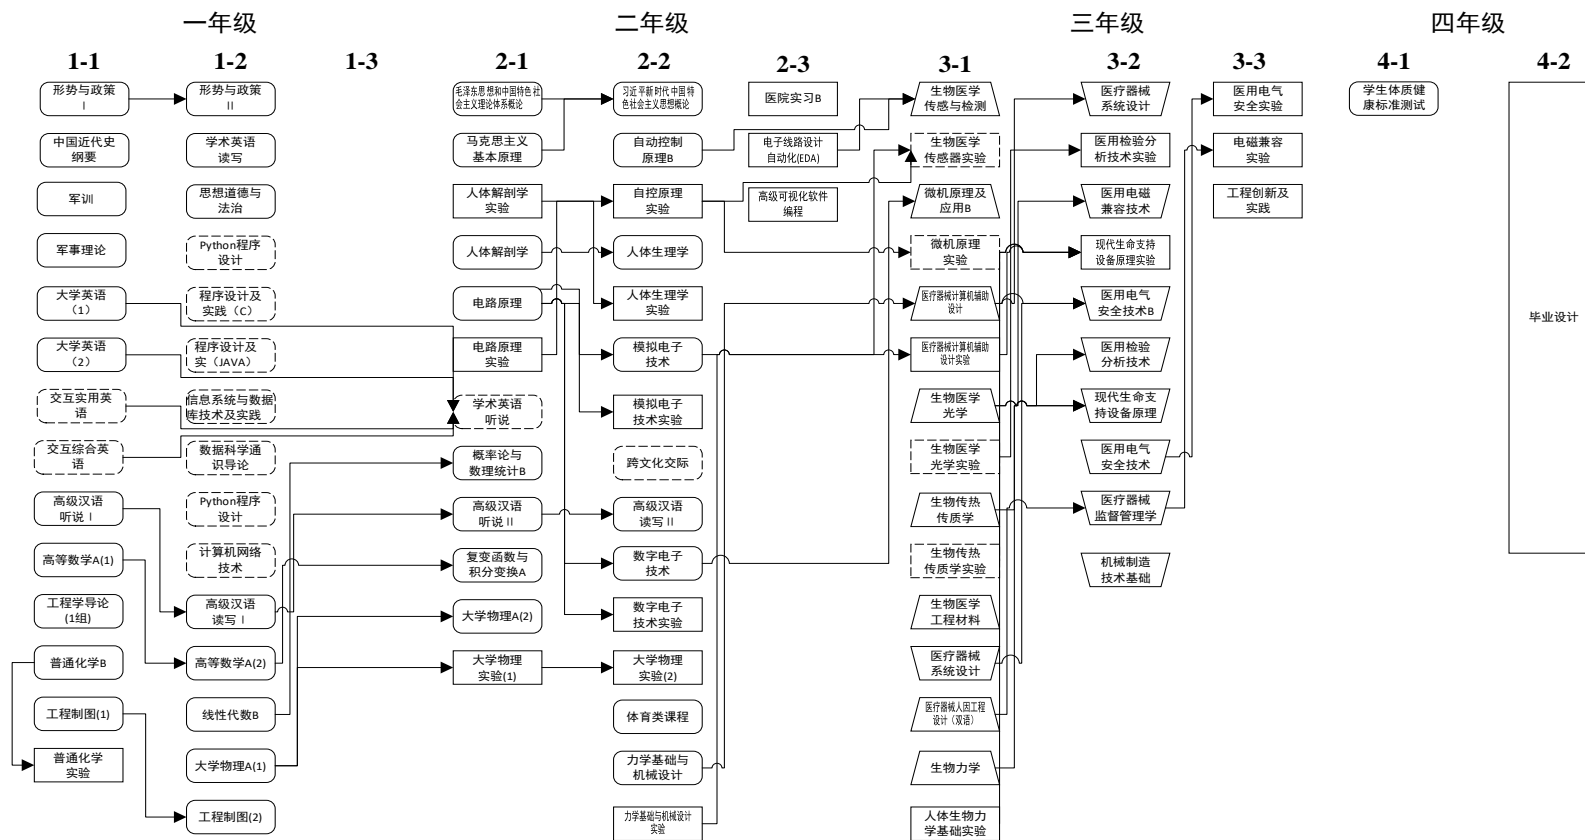 一年级
二年级
三年级
四年级
1-1
1-2
1-3
2-1
2-2
2-3
3-1
3-2
3-3
4-1
4-2
形势与政策
Ⅰ
中国近代史
纲要
军训
军事理论
大学英语
（1）
大学英语
（2）
交互实用英
语
交互综合英
语
高级汉语
听说Ⅰ
高等数学A(1)
工程学导论
(1组)
普通化学B
工程制图(1)
普通化学
实验
形势与政策
II
学术英语
读写
思想道德与
法治
Python程序
设计
程序设计及
实践（C）
程序设计及
实（JAVA）
信息系统与数据
库技术及实践
数据科学通
识导论
Python程序
设计
计算机网络
技术
高级汉语
读写Ⅰ
高等数学A(2)
线性代数B
大学物理A(1)
工程制图(2)
毛泽东思想和中国特色社
会主义理论体系概论
马克思主义
基本原理
人体解剖学
实验
人体解剖学
电路原理
电路原理
实验
学术英语
听说
概率论与
数理统计B
高级汉语
听说Ⅱ
复变函数与
积分变换A
大学物理A(2)
大学物理
实验(1)
习近平新时代中国特
色社会主义思想概论
自动控制
原理B
自控原理
实验
人体生理学
人体生理学
实验
模拟电子
技术
模拟电子
技术实验
跨文化交际
高级汉语
读写Ⅱ
数字电子
技术
数字电子
技术实验
大学物理
实验(2)
体育类课程
力学基础与
机械设计
力学基础与机械设计
实验
医院实习B
电子线路设计
自动化(EDA)
高级可视化软件
编程
生物医学
传感与检测
生物医学
传感器实验
微机原理及
应用B
微机原理
实验
医疗器械计算机辅助
设计
医疗器械计算机辅助
设计实验
生物医学
光学
生物医学
光学实验
生物传热
传质学
生物传热
传质学实验
生物医学
工程材料
医疗器械
系统设计
医疗器械人因工程
设计（双语）
生物力学
人体生物力
学基础实验
医疗器械
系统设计
医用检验分
析技术实验
医用电磁
兼容技术
现代生命支持
设备原理实验
医用电气
安全技术B
医用检验
分析技术
现代生命支
持设备原理
医用电气
安全技术
医疗器械
监督管理学
机械制造
技术基础
医用电气
安全实验
电磁兼容
实验
工程创新及
实践
学生体质健
康标准测试
毕业设计